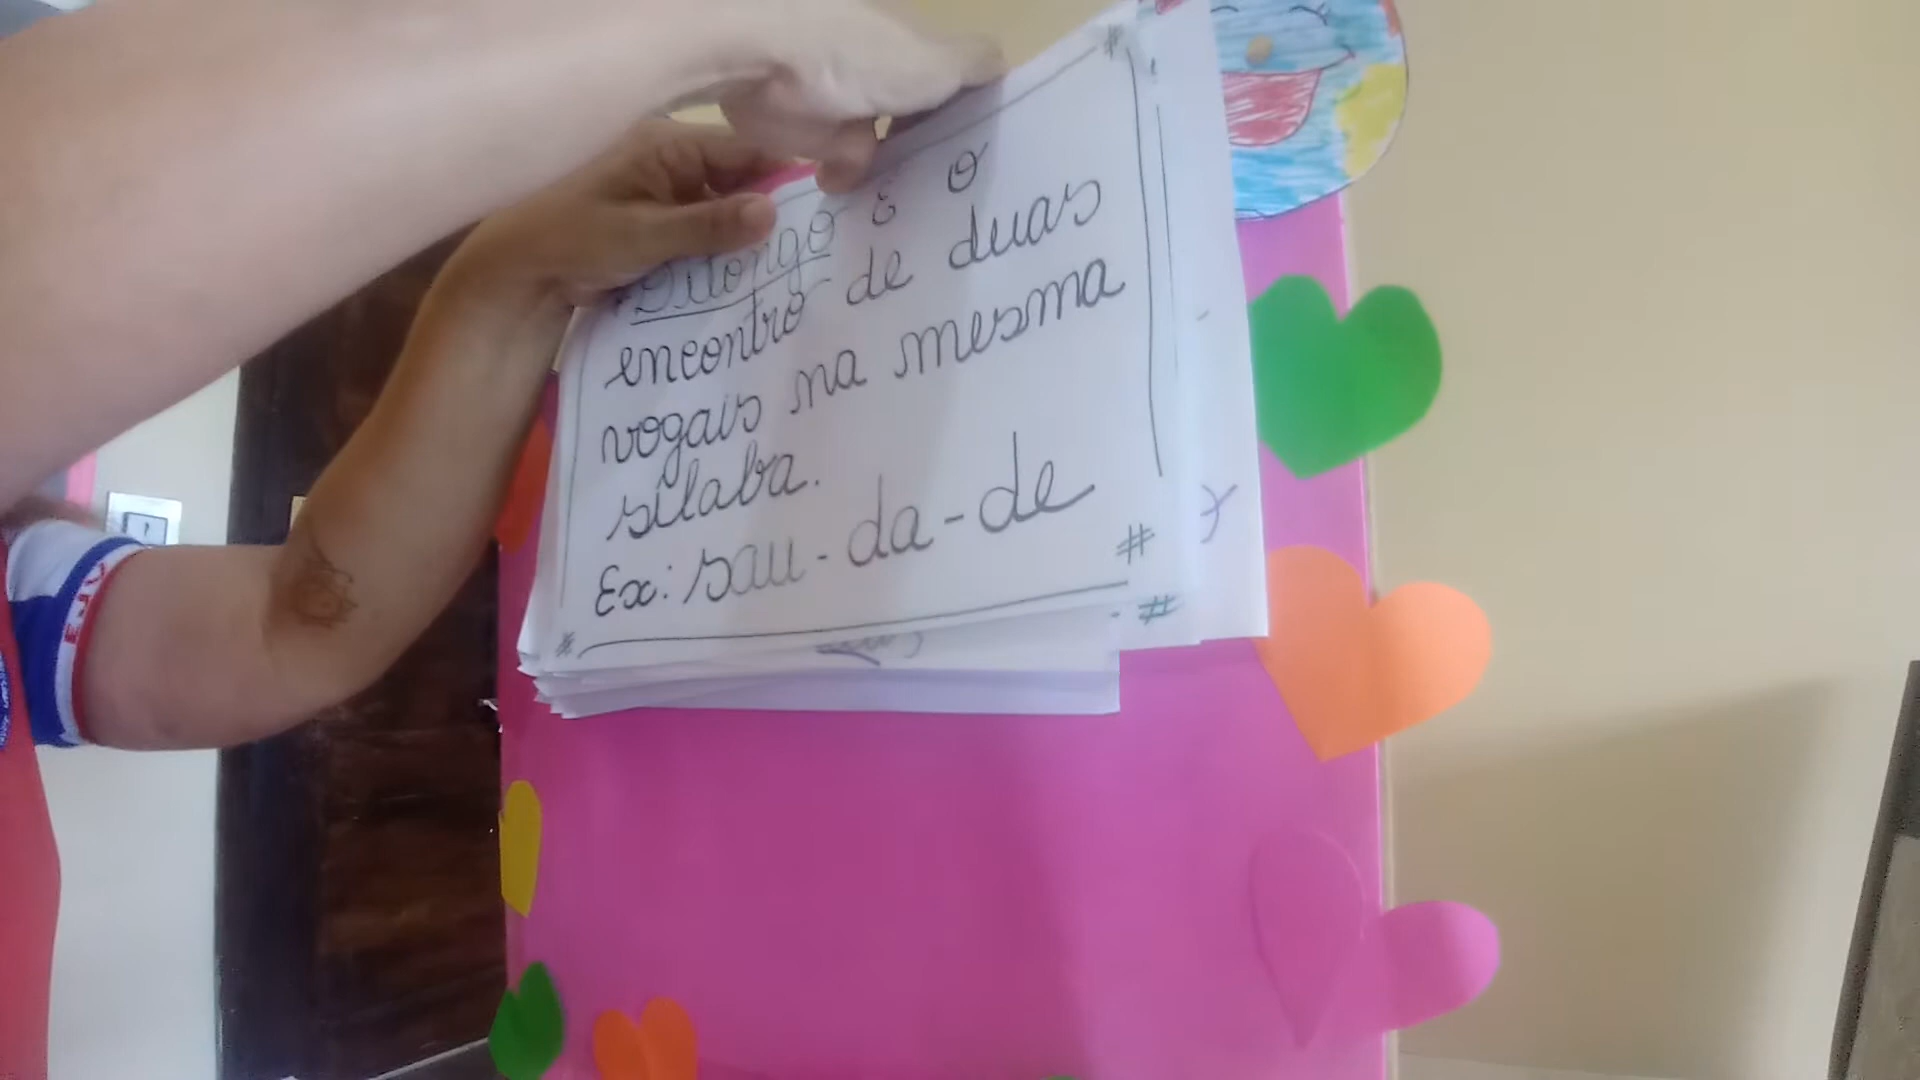 Ditongo é o
encontro de duas
vogais na mesma
sílaba.
Ex: sau-da-de